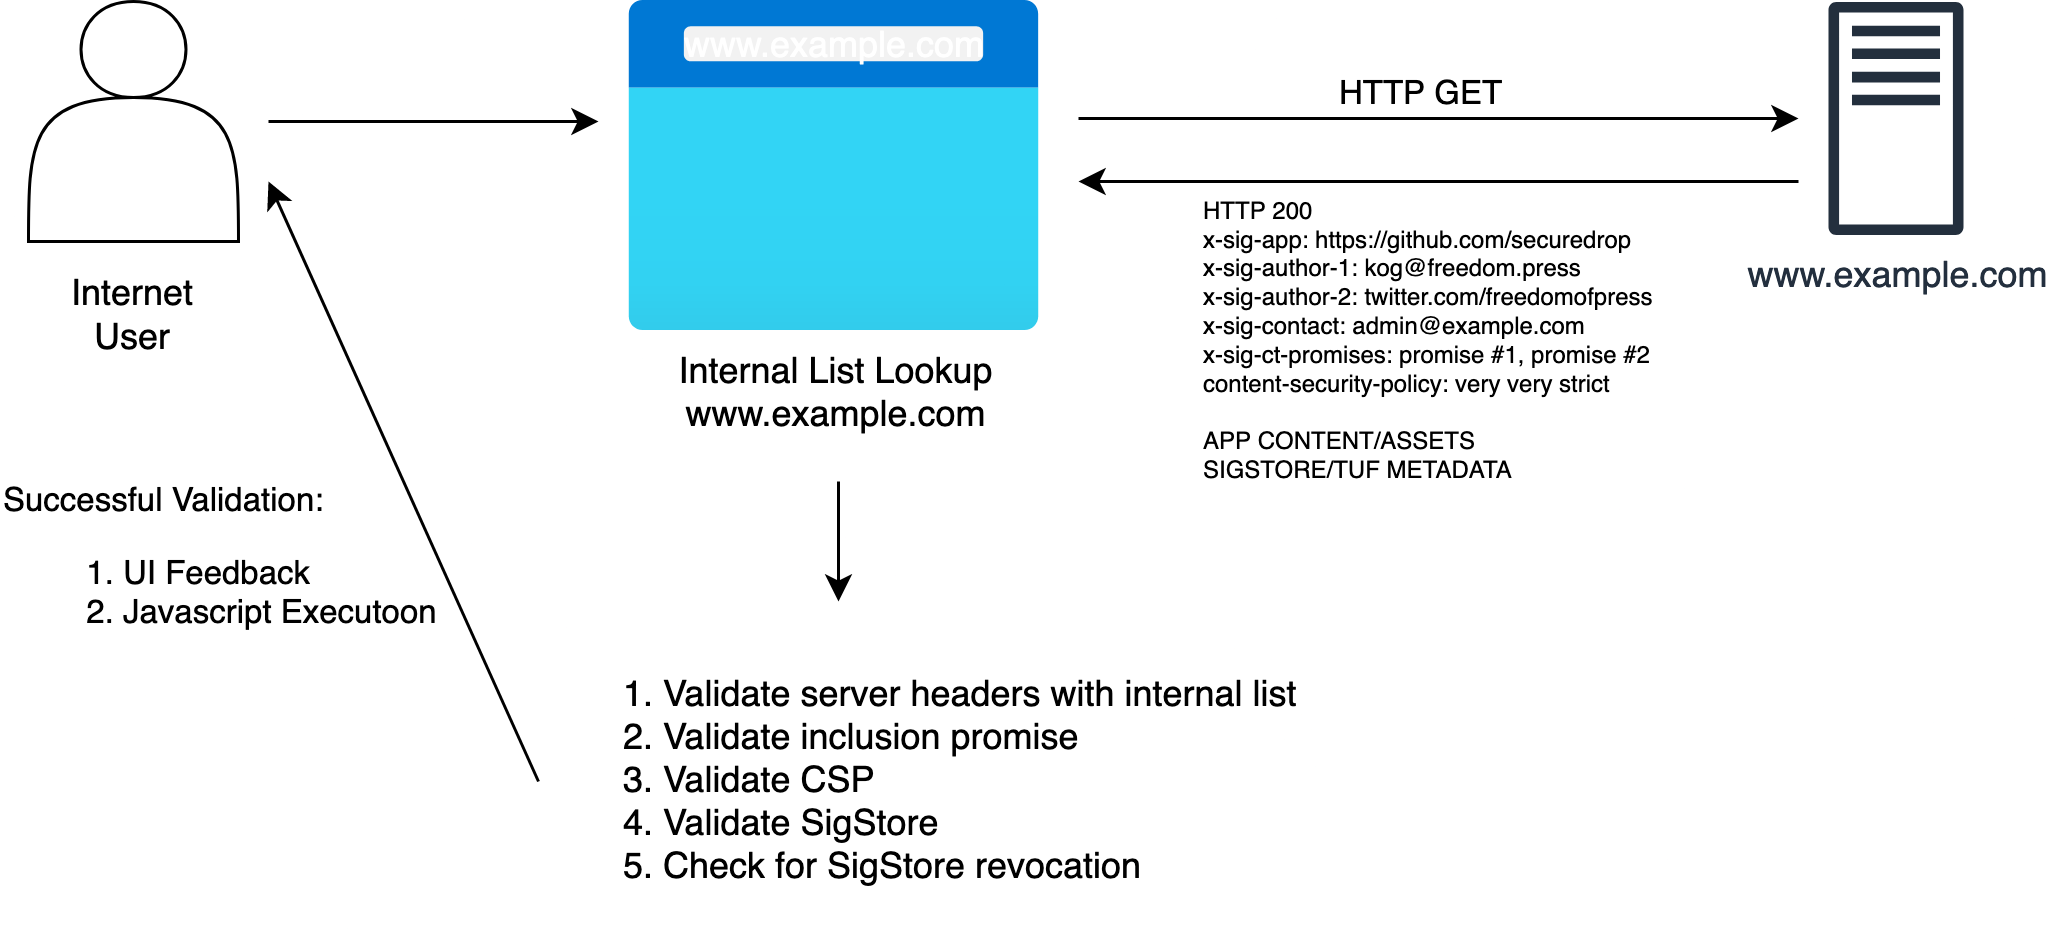 www.example.com
HTTP GET
HTTP 200
x-sig-app: https://github.com/securedrop
x-sig-author-1: kog@freedom.press
x-sig-author-2: twitter.com/freedomofpress
x-sig-contact: admin@example.com
x-sig-ct-promises: promise #1, promise #2
content-security-policy: very very strict
APP CONTENT/ASSETS
SIGSTORE/TUF METADATA
www.example.com
Internet
User
Internal List Lookup
www.example.com
Successful Validation:
1. UI Feedback
2. Javascript Executoon
1. Validate server headers with internal list
2. Validate inclusion promise
3. Validate CSP
4. Validate SigStore
5. Check for SigStore revocation